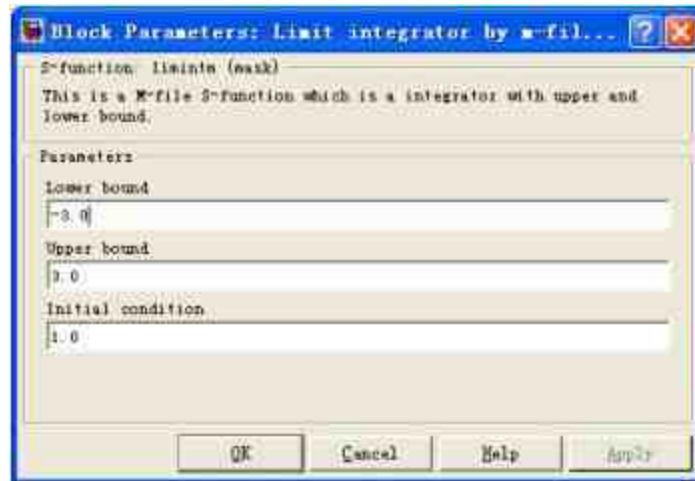 Block Parameters: Limit integrator by m-fil...
S-function: limintm (mask)
This is a M-file S-function which is a integrator with upper and
lower bound.
Parameters
Lower bound
-3.0
Upper bound
3.0
Initial condition
1.0
OK Cancel Help Apply